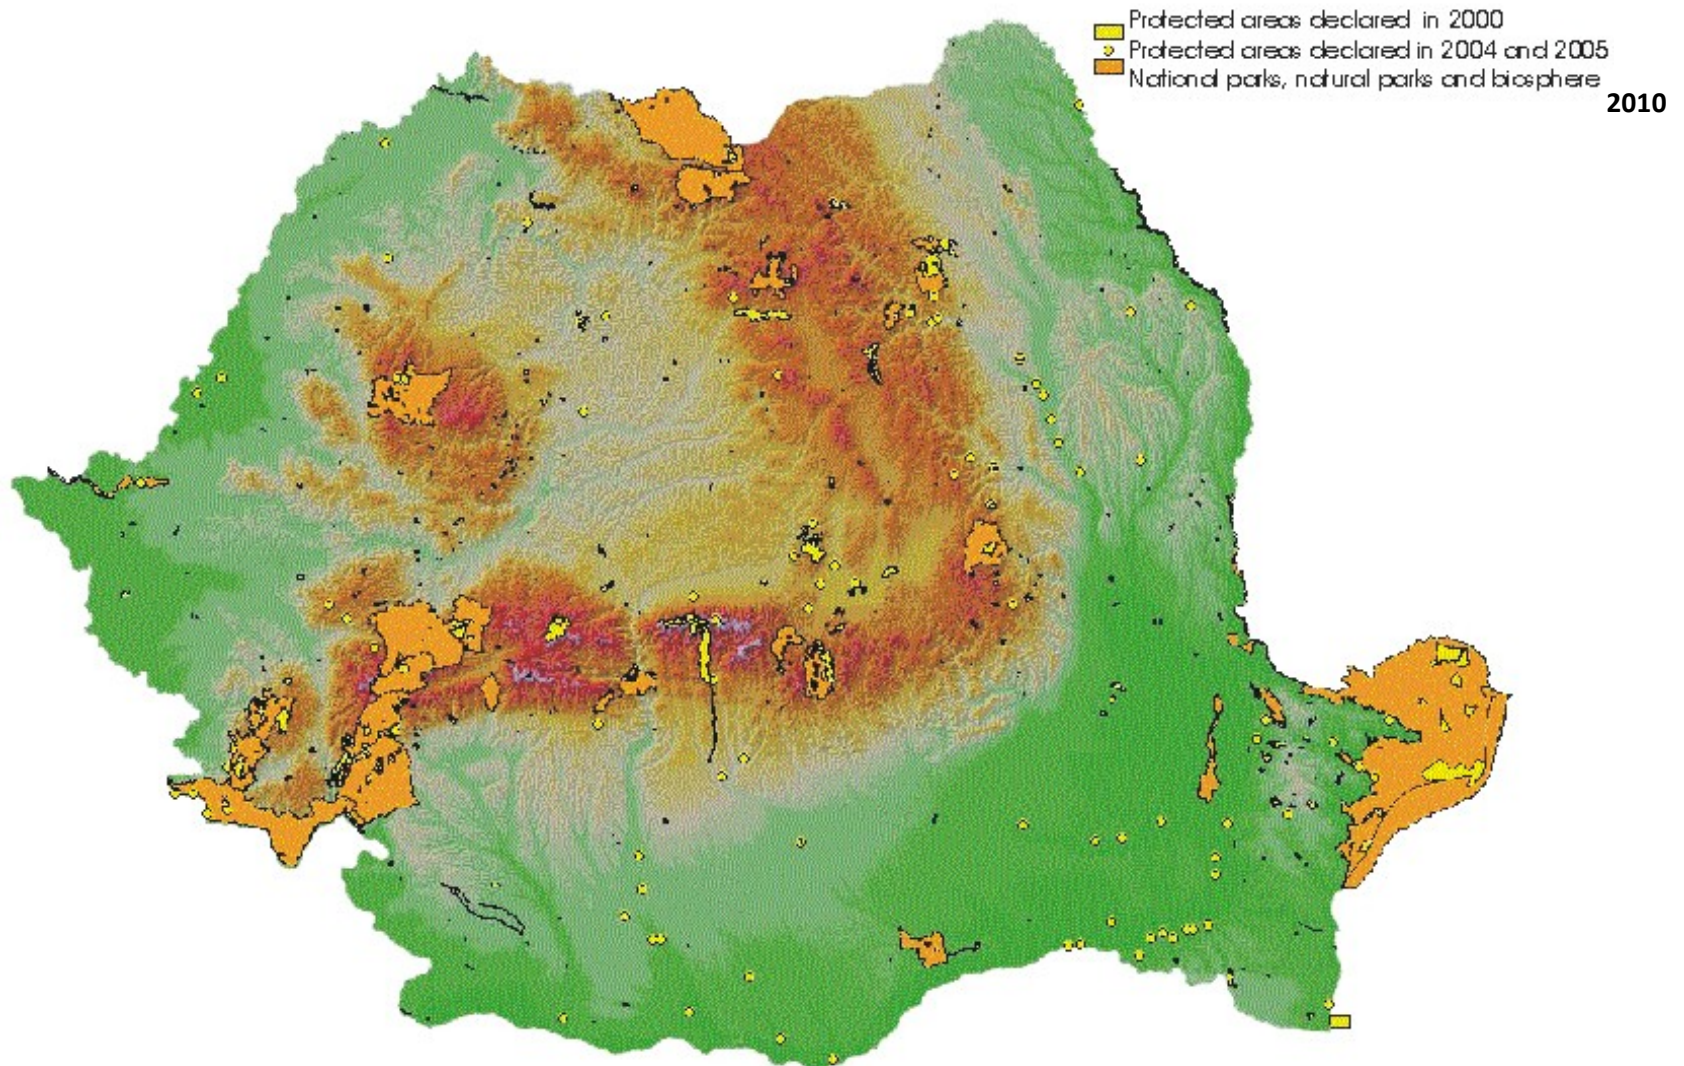 Protected areas declared in 2000
Protected areas declared in 2004 and 2005
National parks, natural parks and biosphere
2010